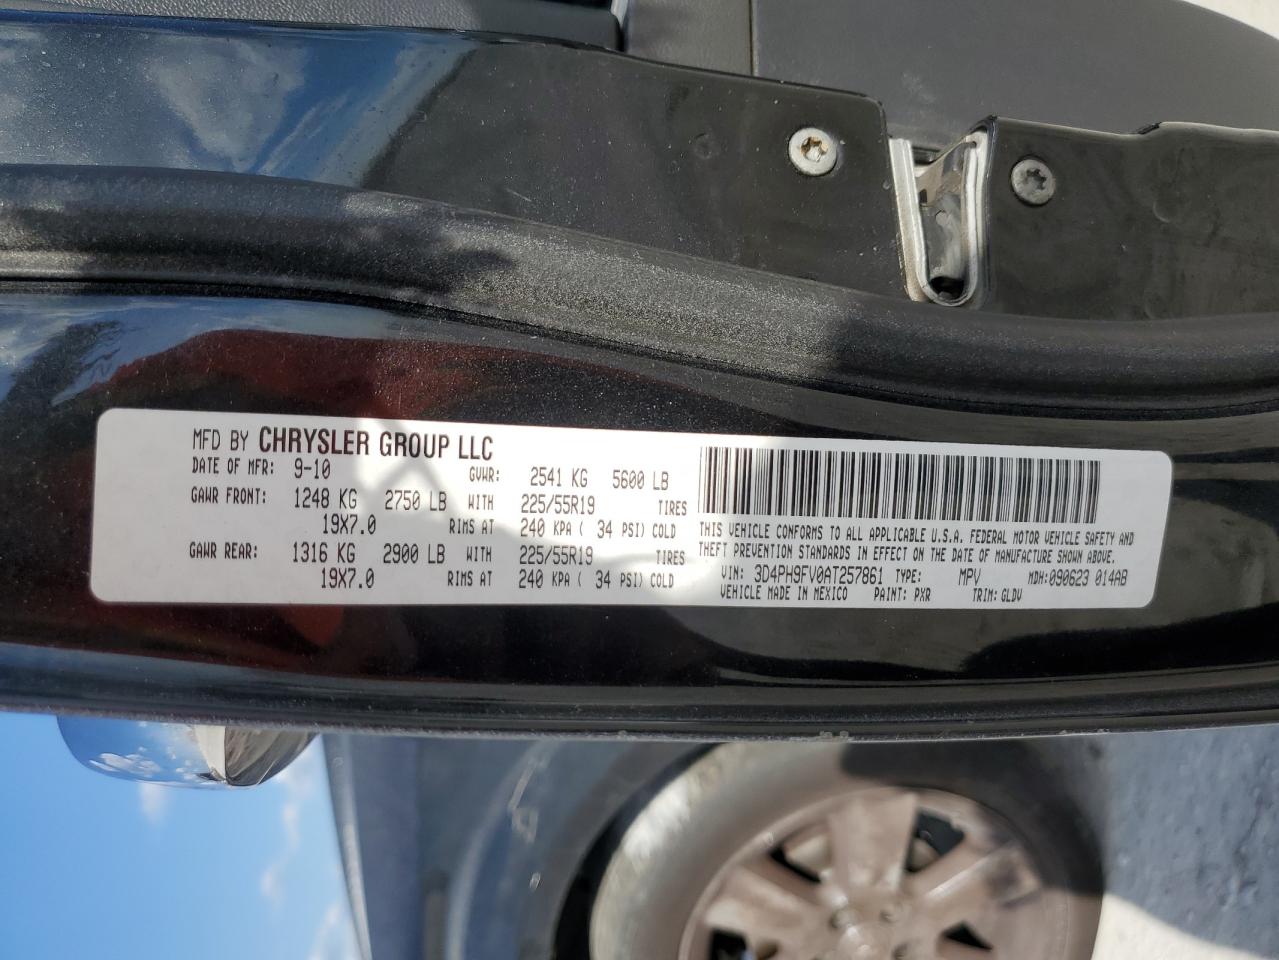 MFD BY CHRYSLER GROUP LLC
DATE OF MFR: 9-10 GVWR: 2541 KG 5600 LB
GAWR FRONT: 1248 KG 2750 LB WITH 225/55R19 TIRES
19X7.0 RIMS AT 240 KPA ( 34 PSI) COLD
GAWR REAR: 1316 KG 2900 LB WITH 225/55R19 TIRES
19X7.0 RIMS AT 240 KPA ( 34 PSI) COLD
THIS VEHICLE CONFORMS TO ALL APPLICABLE U.S.A. FEDERAL MOTOR VEHICLE SAFETY AND
THEFT PREVENTION STANDARDS IN EFFECT ON THE DATE OF MANUFACTURE SHOWN ABOVE.
VIN: 3D4PH9FV0AT257861 TYPE: MPV MDH:090623 014AB
VEHICLE MADE IN MEXICO PAINT: PXR TRIM: GLDV